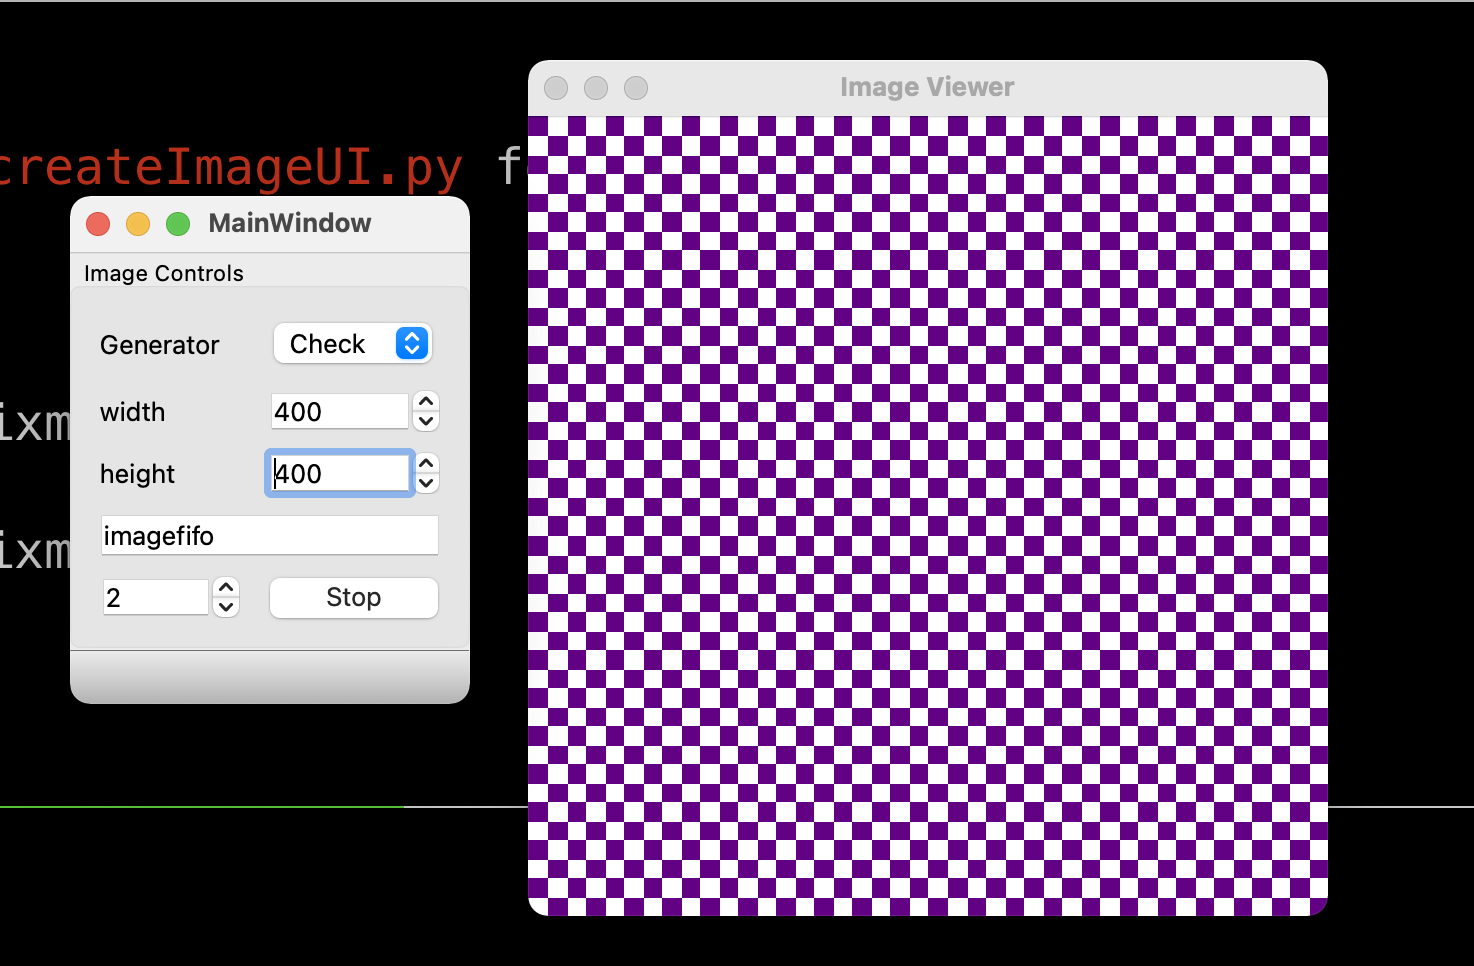 Image Viewer
createImageUI.py f
MainWindow
Image Controls
Generator Check
width 400
ixm
height 400
imagefifo
ixm
2 Stop